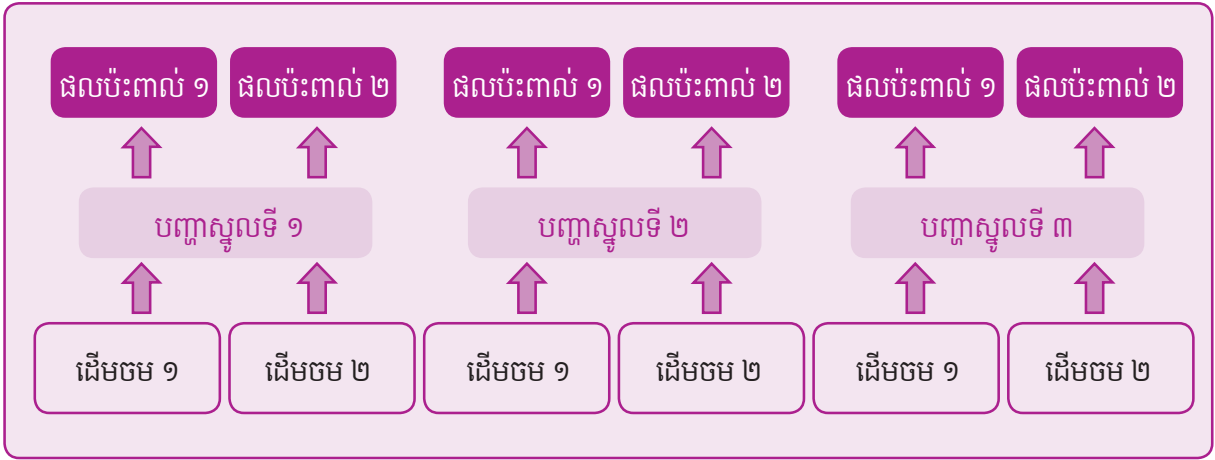 ផលប៉ះពាល់ ១ ផលប៉ះពាល់ ២ ផលប៉ះពាល់ ១ ផលប៉ះពាល់ ២ ផលប៉ះពាល់ ១ ផលប៉ះពាល់ ២
បញ្ហាស្នូលទី ១ បញ្ហាស្នូលទី ២ បញ្ហាស្នូលទី ៣
ដើមចម ១ ដើមចម ២ ដើមចម ១ ដើមចម ២ ដើមចម ១ ដើមចម ២